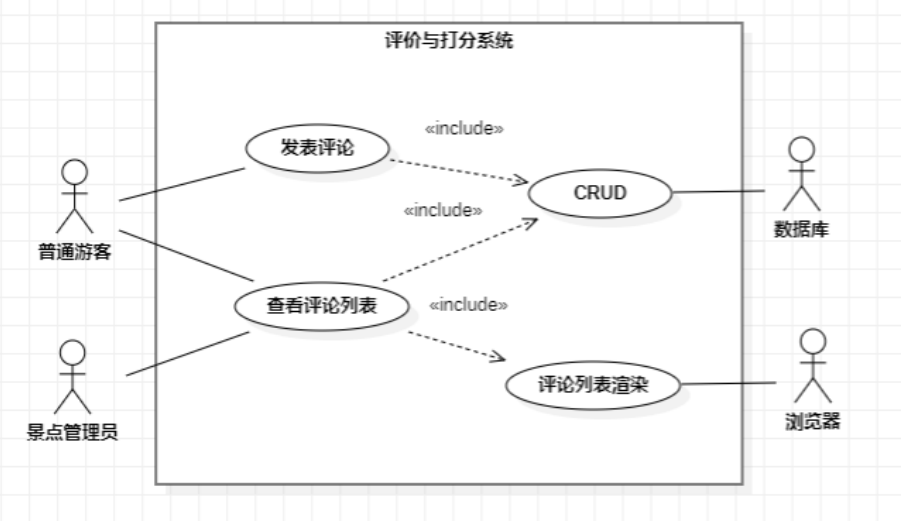 评价与打分系统
发表评论
«include»
CRUD
普通游客
数据库
«include»
查看评论列表
«include»
景点管理员
评论列表渲染
浏览器